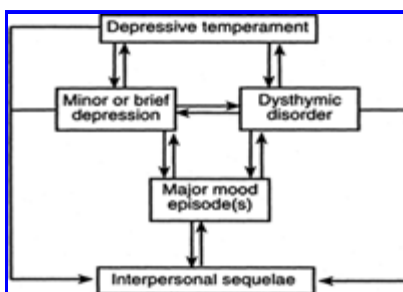 Depressive temperament
Minor or brief
depression
Dysthymic
disorder
Major mood
episode(s)
Interpersonal sequelae